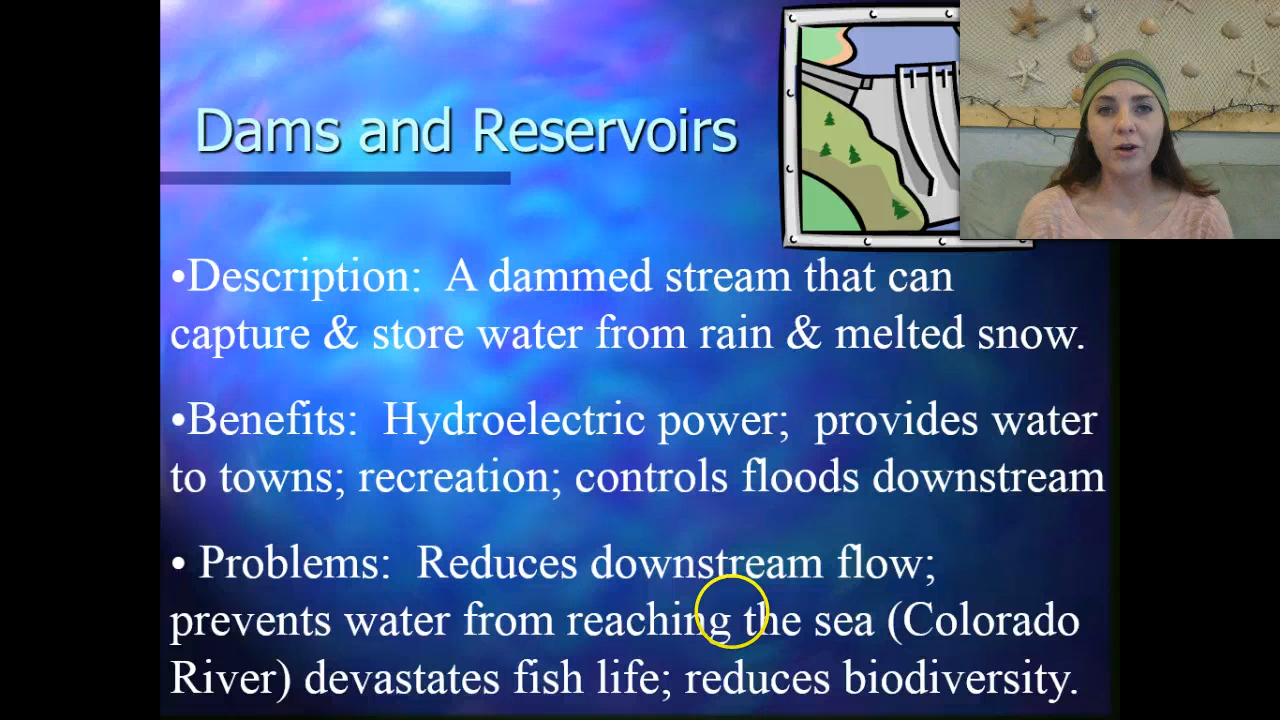 Dams and Reservoirs
•Description: A dammed stream that can
capture & store water from rain & melted snow.
•Benefits: Hydroelectric power; provides water
to towns; recreation; controls floods downstream
• Problems: Reduces downstream flow;
prevents water from reaching the sea (Colorado
River) devastates fish life; reduces biodiversity.